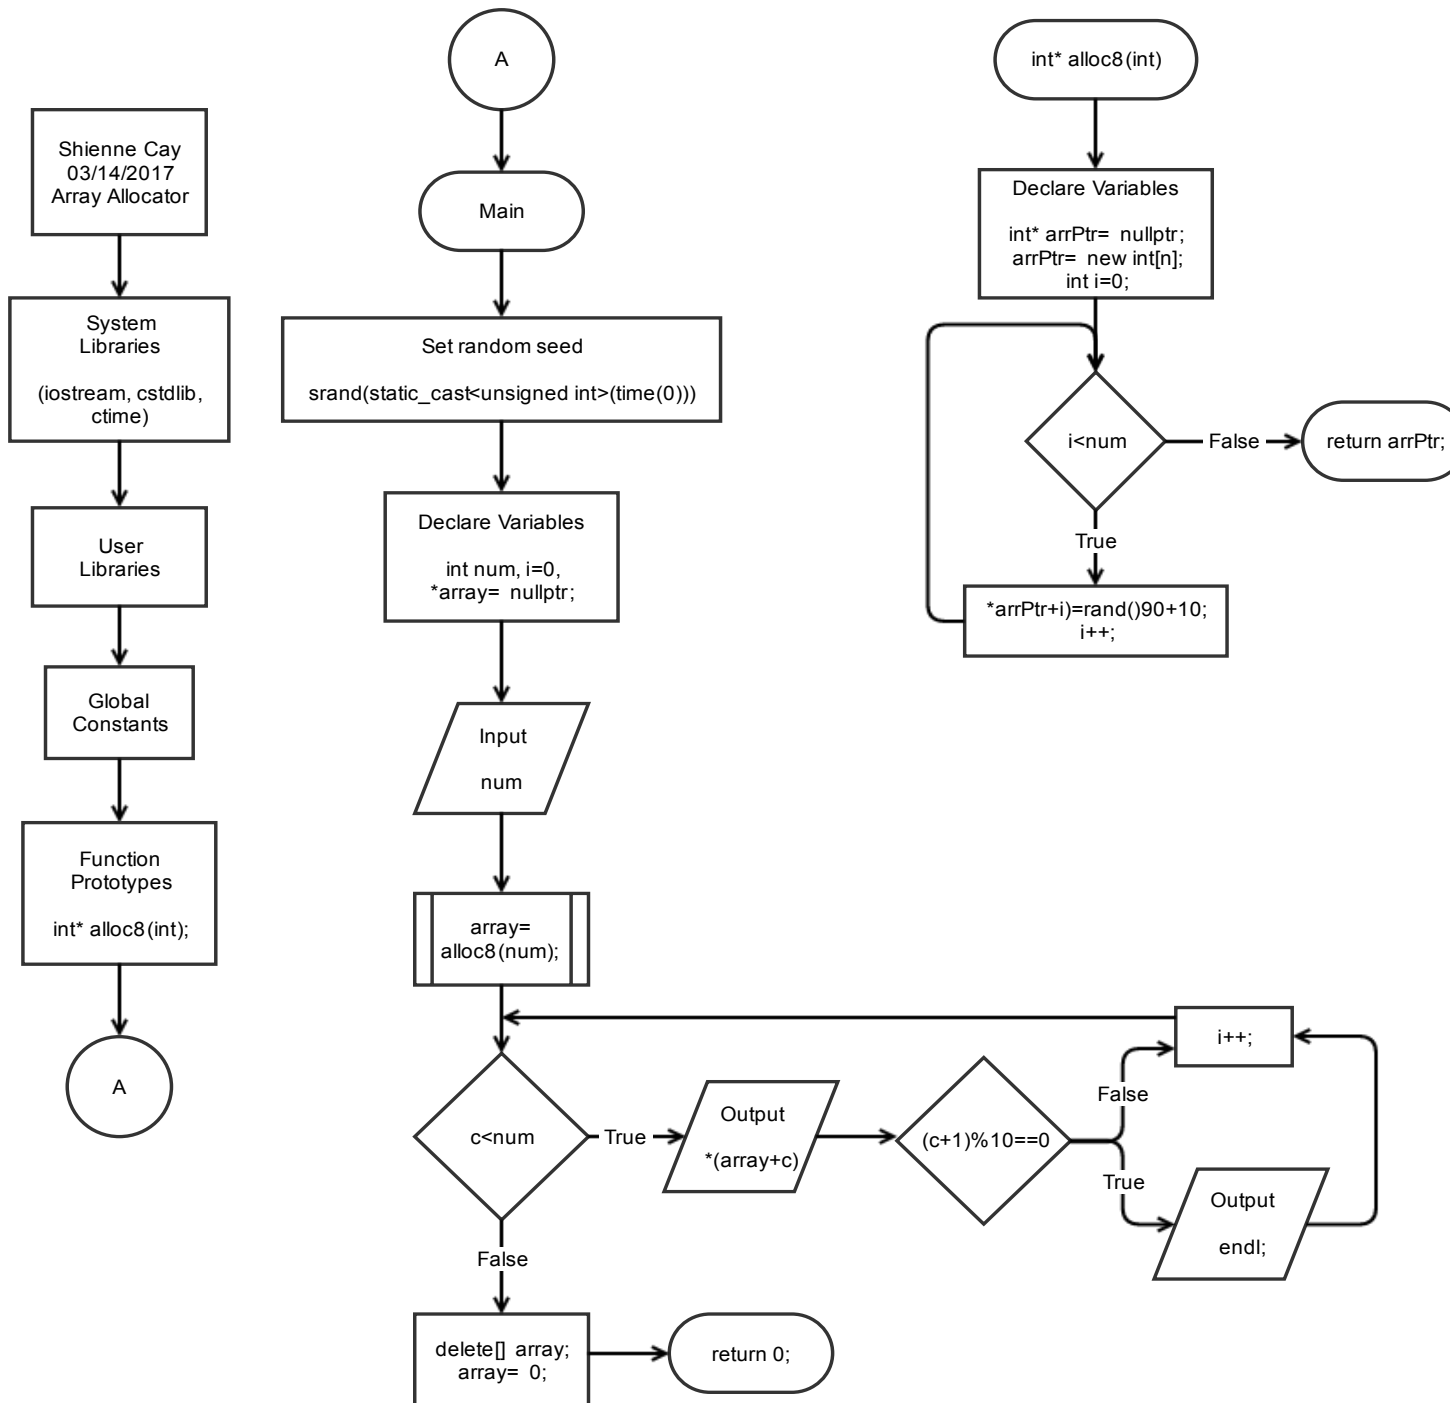 Shienne Cay
03/14/2017
Array Allocator
System
Libraries
(iostream, cstdlib,
ctime)
User
Libraries
Global
Constants
Function
Prototypes
int* alloc8(int);
A
A
Main
Set random seed
srand(static_cast<unsigned int>(time(0)))
Declare Variables
int num, i=0,
*array= nullptr;
Input
num
array=
alloc8(num);
c<num
True
Output
*(array+c)
(c+1)%10==0
False
i++;
True
Output
endl;
False
delete[] array;
array= 0;
return 0;
int* alloc8(int)
Declare Variables
int* arrPtr= nullptr;
arrPtr= new int[n];
int i=0;
i<num
False
return arrPtr;
True
*arrPtr+i)=rand()90+10;
i++;